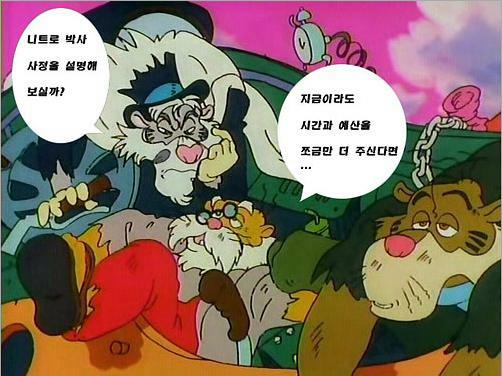 니트로 박사
사정을 설명해
보실까?
지금이라도
시간과 예산을
쪼금만 더 주신다면
...